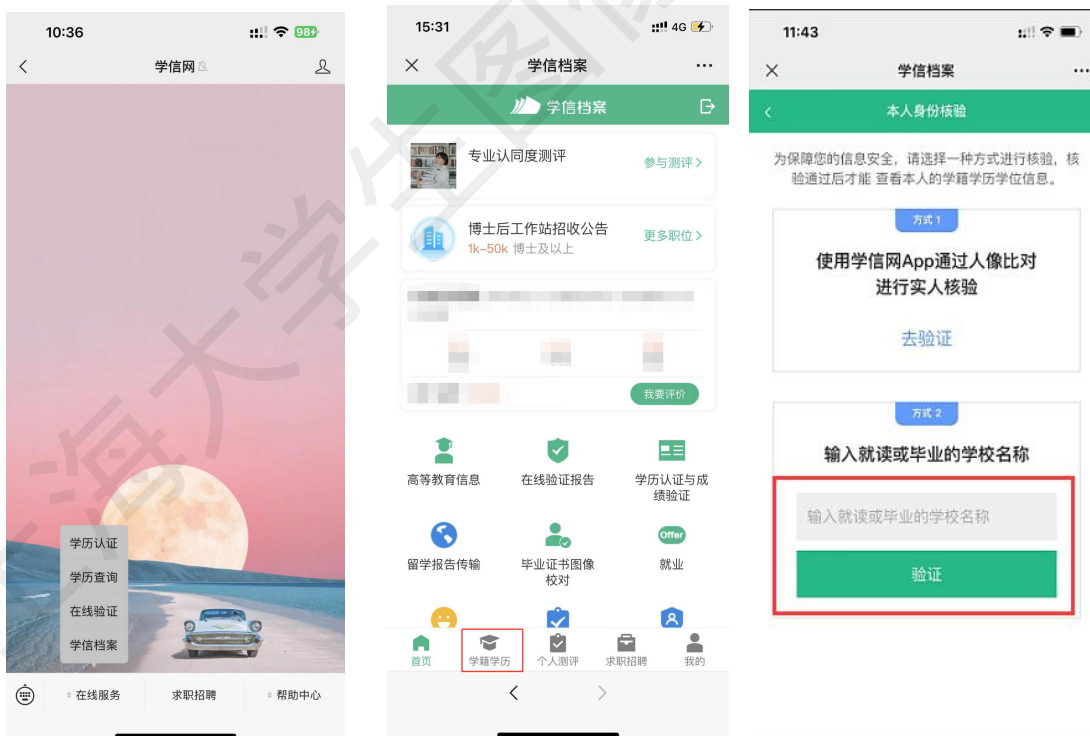 10:36
98
学信网
学历认证
学历查询
在线验证
学信档案
在线服务
求职招聘
帮助中心
15:31
4G
学信档案
学信档案
专业认同度测评
参与测评
博士后工作站招收公告
1k-50k 博士及以上
更多职位
我要评价
高等教育信息
在线验证报告
学历认证与成
绩验证
留学报告传输
毕业证书图像
校对
Offer
就业
首页
学籍学历
个人测评
求职招聘
我的
11:43
学信档案
本人身份核验
为保障您的信息安全，请选择一种方式进行核验，核
验通过后才能 查看本人的学籍学历学位信息。
方式 1
使用学信网App通过人像比对
进行实人核验
去验证
方式 2
输入就读或毕业的学校名称
输入就读或毕业的学校名称
验证